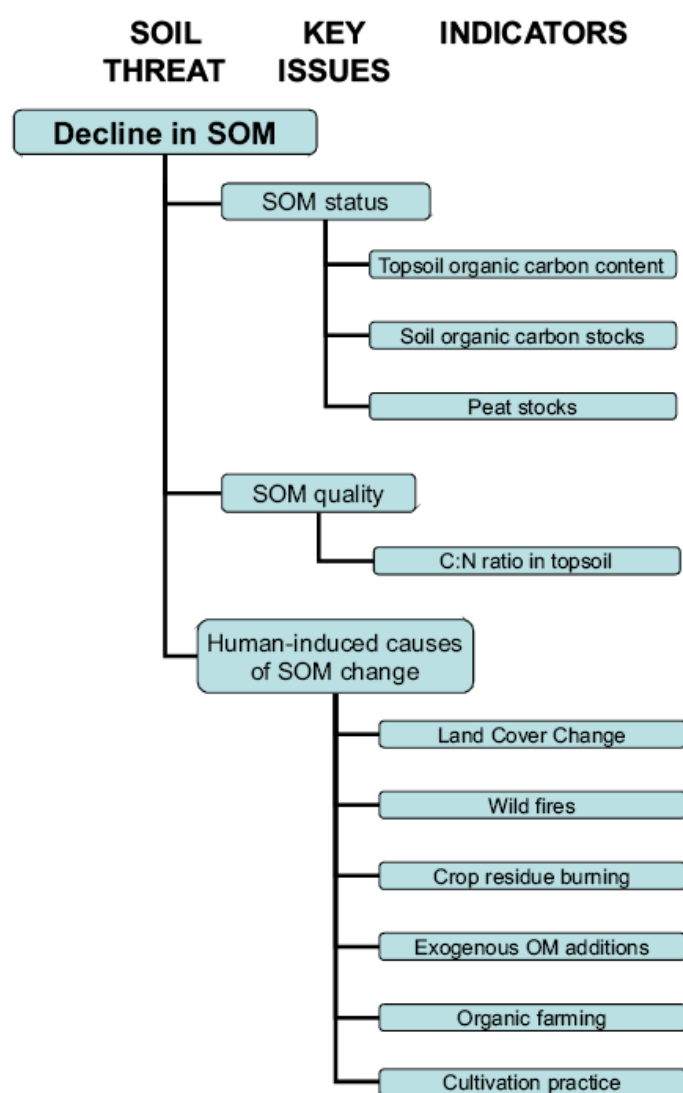 SOIL THREAT
KEY ISSUES
INDICATORS
Decline in SOM
SOM status
Topsoil organic carbon content
Soil organic carbon stocks
Peat stocks
SOM quality
C:N ratio in topsoil
Human-induced causes
of SOM change
Land Cover Change
Wild fires
Crop residue burning
Exogenous OM additions
Organic farming
Cultivation practice